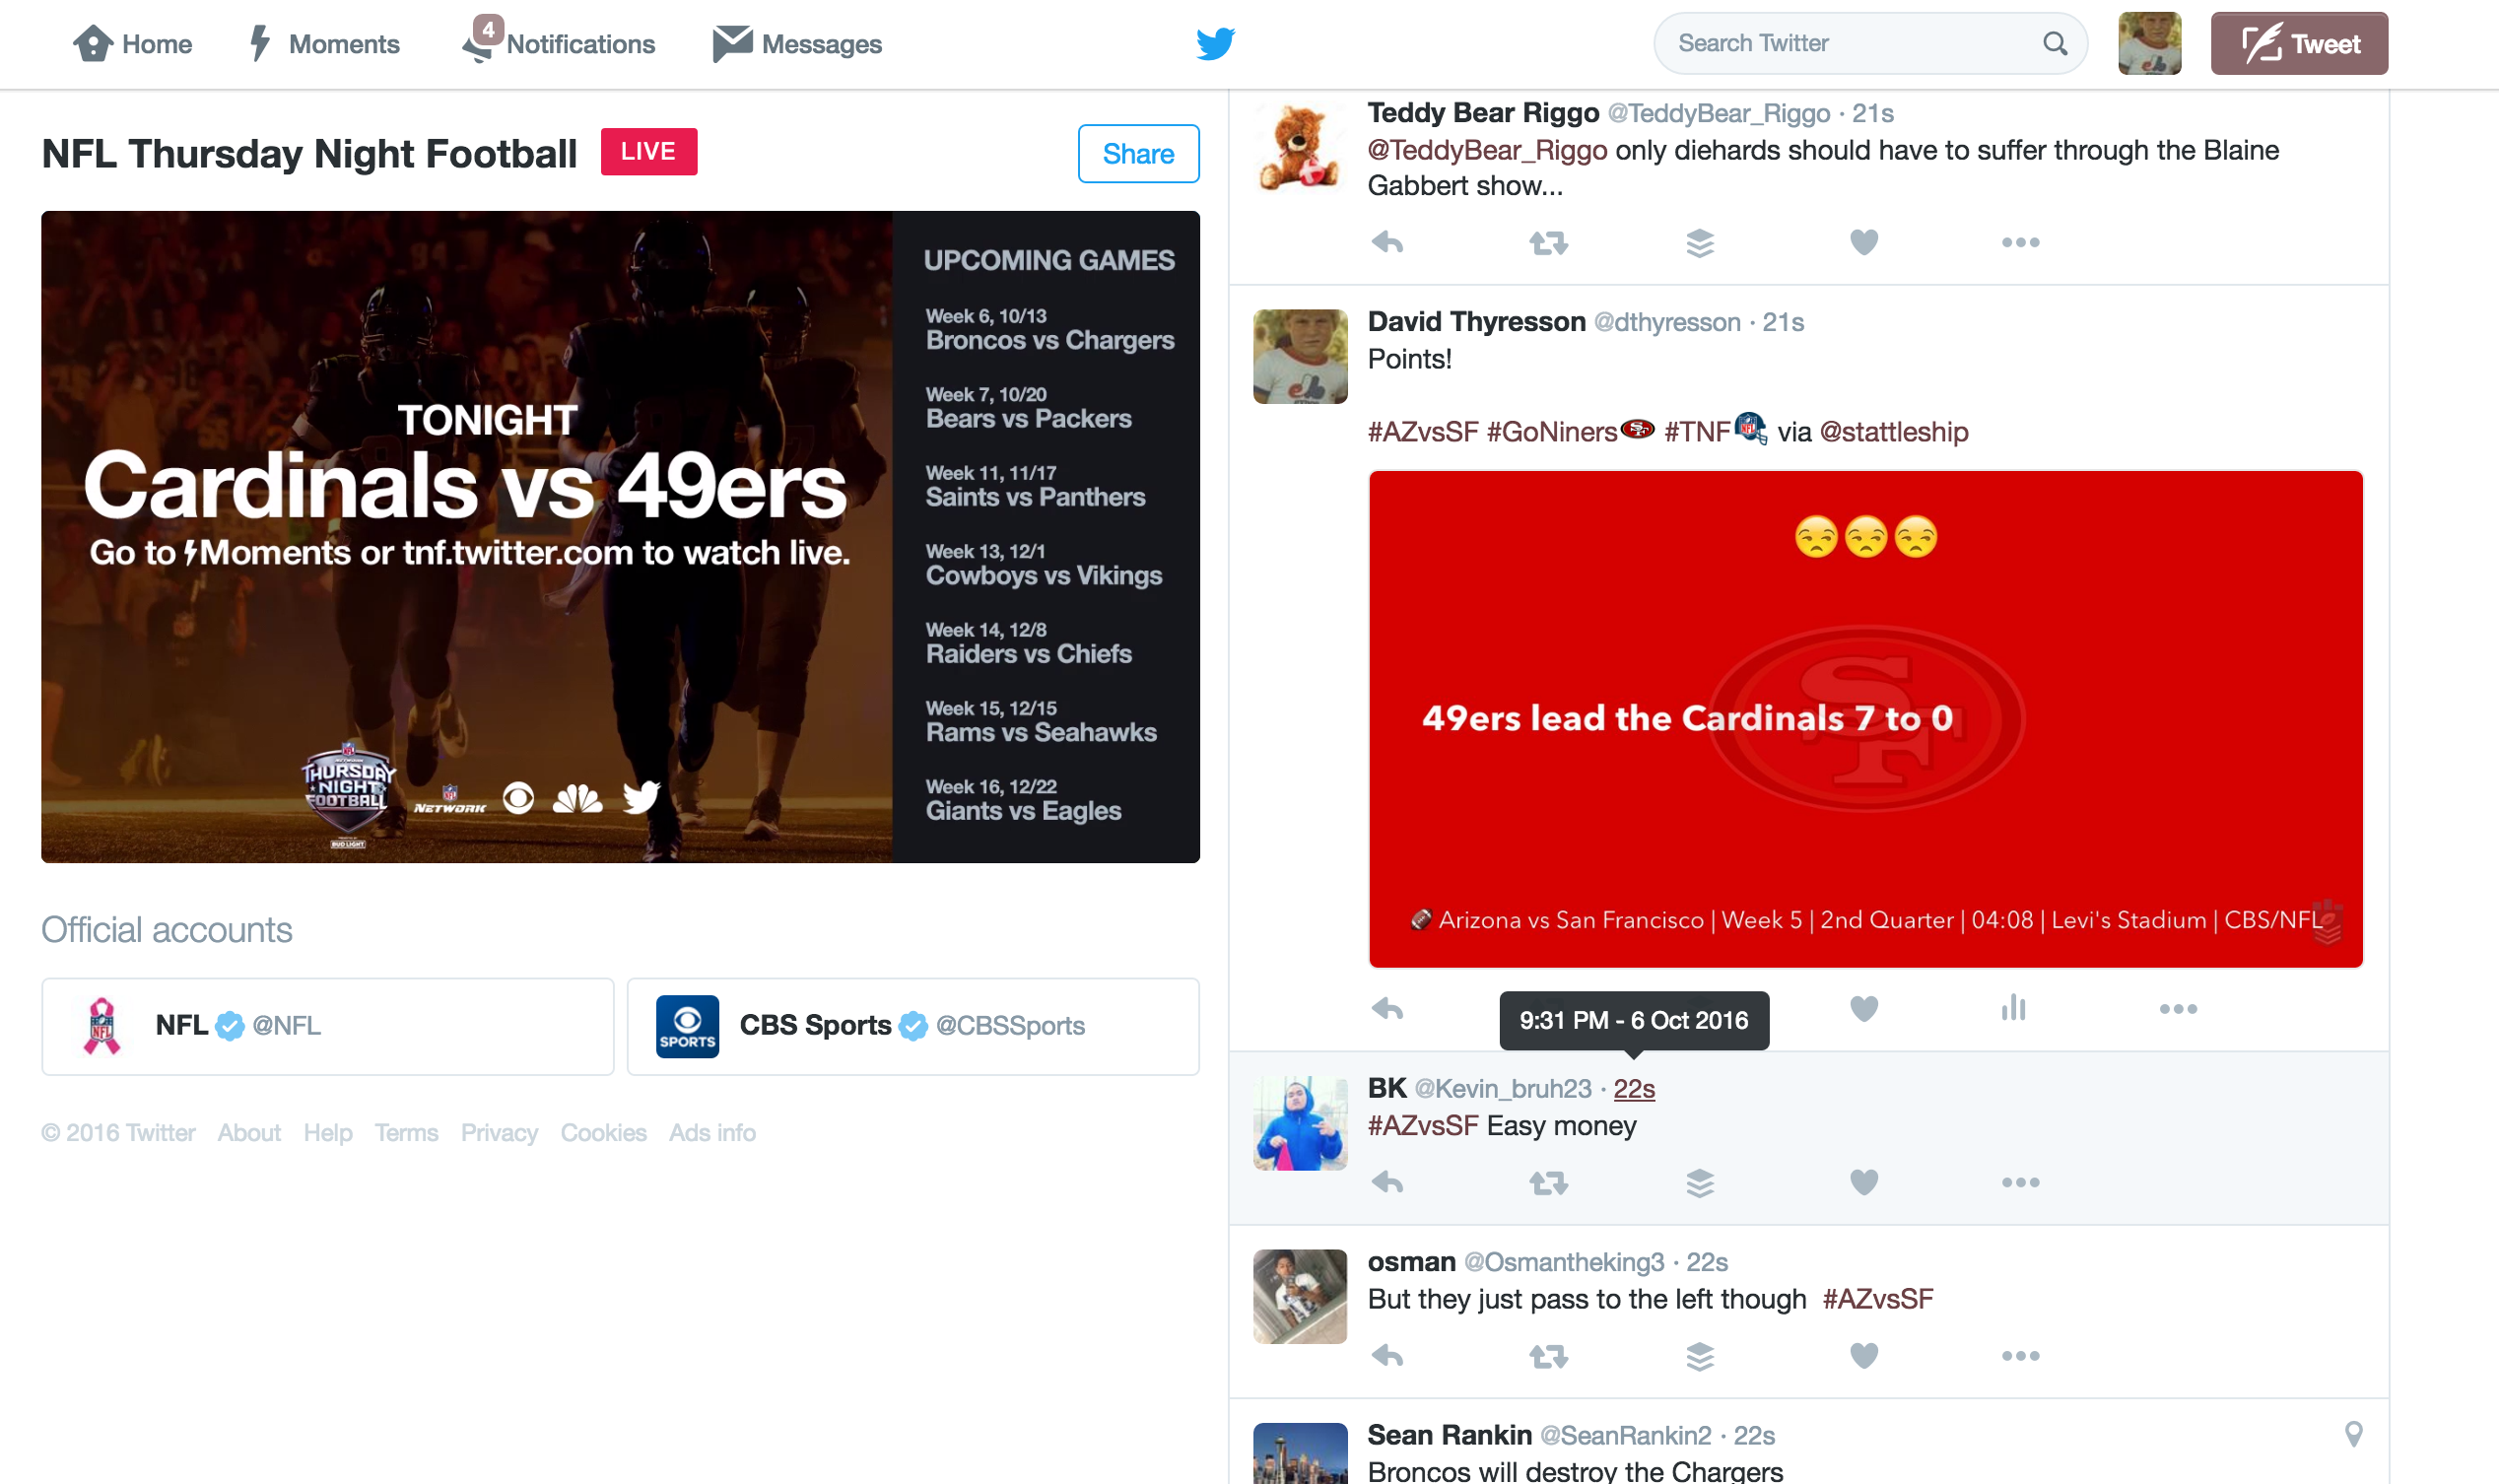 Home
Moments
4
Notifications
Messages
Search Twitter
Tweet
NFL Thursday Night Football
LIVE
Share
TONIGHT
Cardinals vs 49ers
Go to Moments or tnf.twitter.com to watch live.
NFL
THURSDAY
NIGHT
FOOTBALL
BUD LIGHT
NFL
NETWORK
UPCOMING GAMES
Week 6, 10/13
Broncos vs Chargers
Week 7, 10/20
Bears vs Packers
Week 11, 11/17
Saints vs Panthers
Week 13, 12/1
Cowboys vs Vikings
Week 14, 12/8
Raiders vs Chiefs
Week 15, 12/15
Rams vs Seahawks
Week 16, 12/22
Giants vs Eagles
Official accounts
NFL
NFL @NFL
SPORTS
CBS Sports @CBSSports
© 2016 Twitter About Help Terms Privacy Cookies Ads info
Teddy Bear Riggo @TeddyBear_Riggo · 21s
@TeddyBear_Riggo only diehards should have to suffer through the Blaine
Gabbert show...
David Thyresson @dthyresson · 21s
Points!
#AZvsSF #GoNiners #TNF via @stattleship
SF
49ers lead the Cardinals 7 to 0
Arizona vs San Francisco | Week 5 | 2nd Quarter | 04:08 | Levi's Stadium | CBS/NFL
9:31 PM - 6 Oct 2016
BK @Kevin_bruh23 · 22s
#AZvsSF Easy money
osman @Osmantheking3 · 22s
But they just pass to the left though #AZvsSF
Sean Rankin @SeanRankin2 · 22s
Broncos will destroy the Chargers